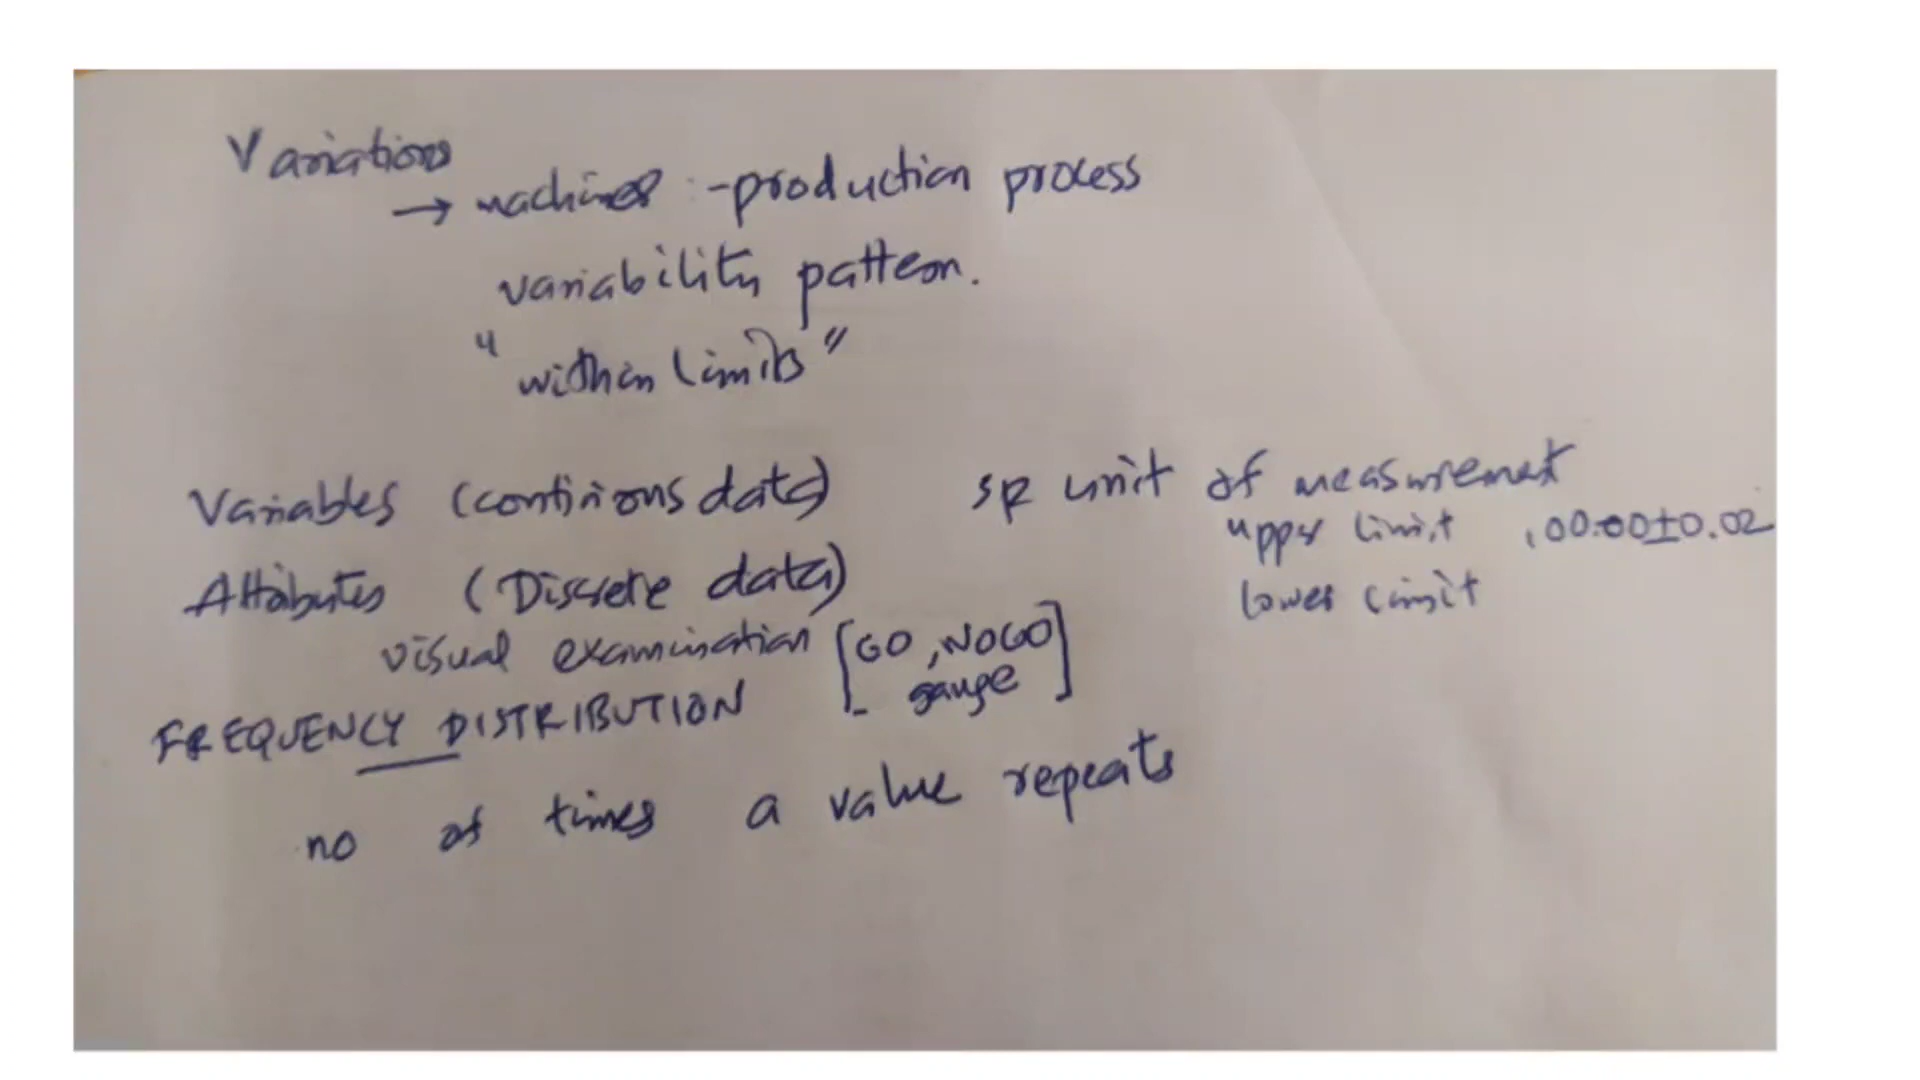 Variations
→ machines :- production process
variability pattern.
"within limits"
Variables (continous data) sp unit of measurement
upper limit 100.00±0.02
Attributes (Discrete data)
lower limit
visual examination [GO, NOGO
gauge]
FREQUENCY DISTRIBUTION
no of times a value repeats